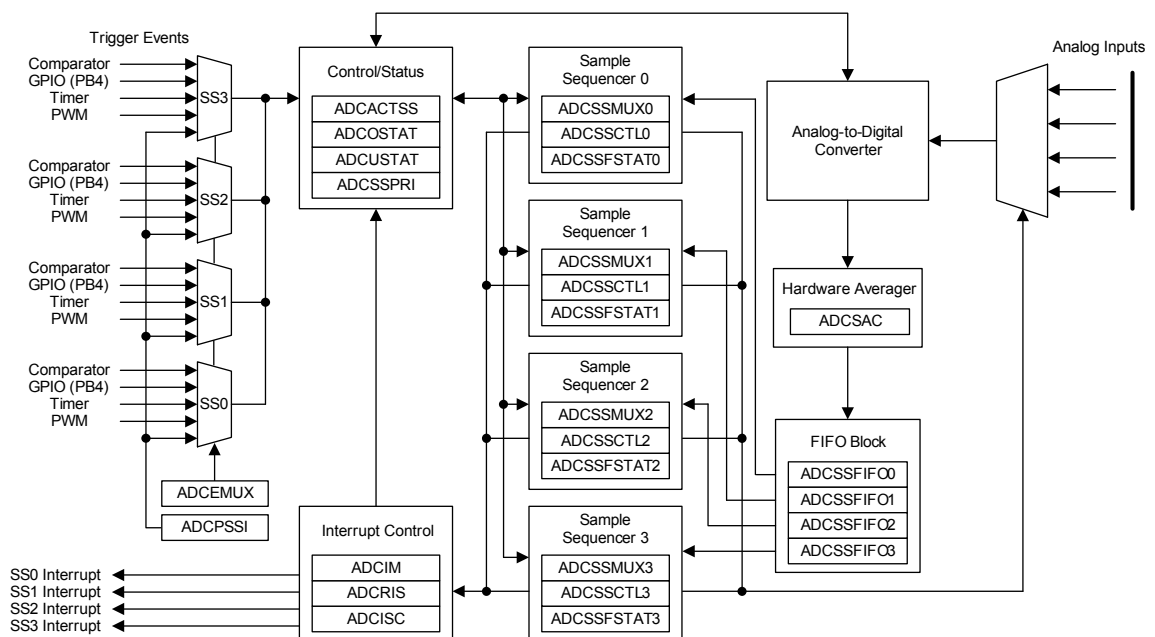 Trigger Events
Comparator
GPIO (PB4)
Timer
PWM
SS3
Comparator
GPIO (PB4)
Timer
PWM
SS2
Comparator
GPIO (PB4)
Timer
PWM
SS1
Comparator
GPIO (PB4)
Timer
PWM
SS0
ADCEMUX
ADCPSSI
SS0 Interrupt
SS1 Interrupt
SS2 Interrupt
SS3 Interrupt
Control/Status
ADCACTSS
ADCOSTAT
ADCUSTAT
ADCSSPRI
Interrupt Control
ADCIM
ADCRIS
ADCISC
Sample
Sequencer 0
ADCSSMUX0
ADCSSCTL0
ADCSSFSTAT0
Sample
Sequencer 1
ADCSSMUX1
ADCSSCTL1
ADCSSFSTAT1
Sample
Sequencer 2
ADCSSMUX2
ADCSSCTL2
ADCSSFSTAT2
Sample
Sequencer 3
ADCSSMUX3
ADCSSCTL3
ADCSSFSTAT3
Analog-to-Digital
Converter
Hardware Averager
ADCSAC
FIFO Block
ADCSSFIFO0
ADCSSFIFO1
ADCSSFIFO2
ADCSSFIFO3
Analog Inputs